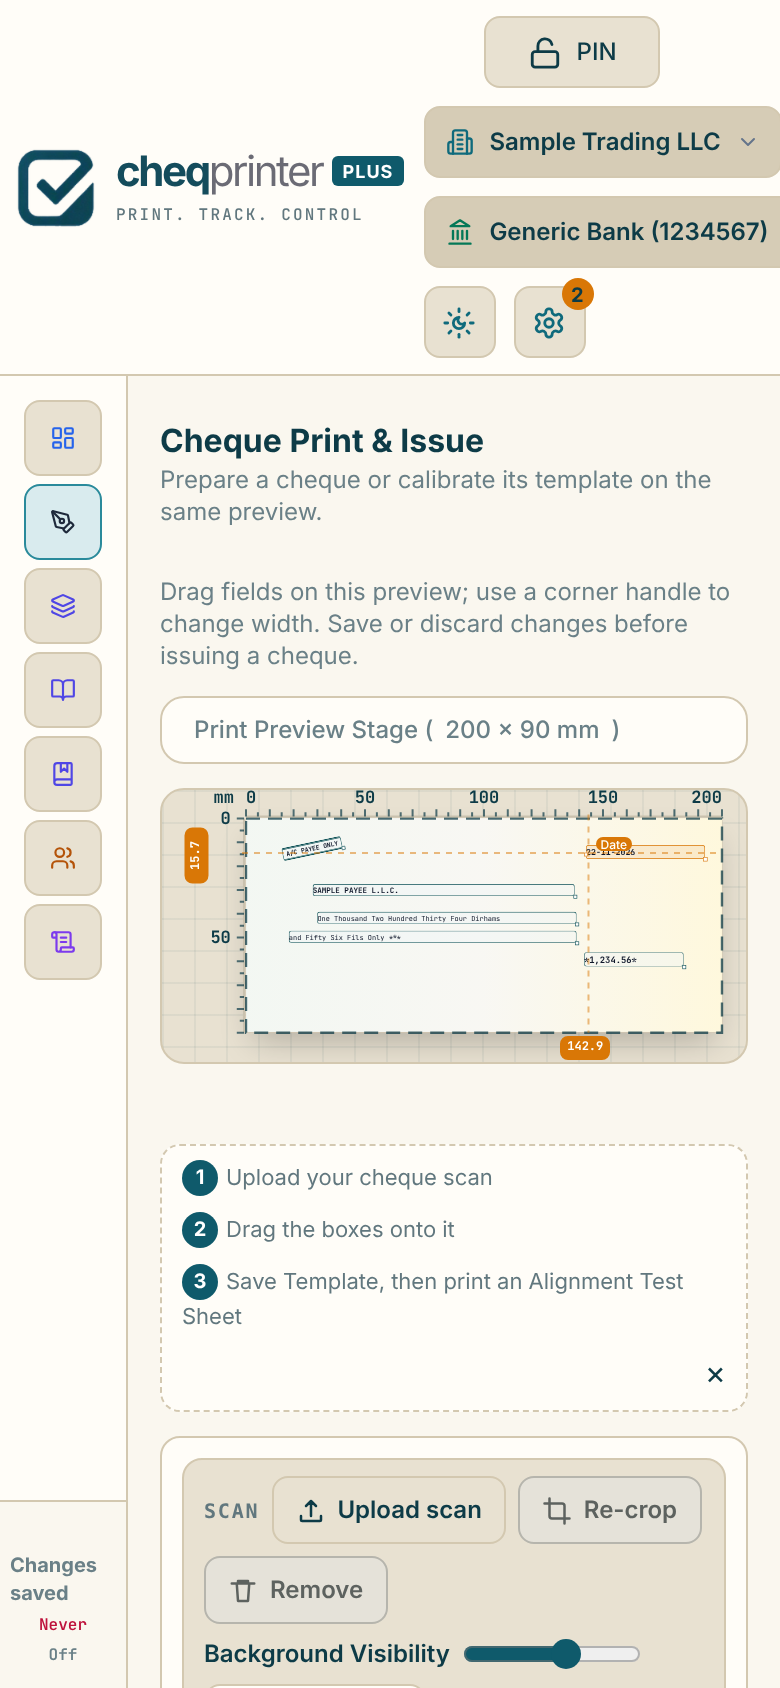 PIN
Sample Trading LLC
cheqprinter PLUS
PRINT. TRACK. CONTROL
Generic Bank (1234567)
2
Cheque Print & Issue
Prepare a cheque or calibrate its template on the
same preview.
Drag fields on this preview; use a corner handle to
change width. Save or discard changes before
issuing a cheque.
Print Preview Stage ( 200 × 90 mm )
mm 0 50 100 150 200
0
15.7
A/C PAYEE ONLY
Date
22-11-2026
SAMPLE PAYEE L.L.C.
One Thousand Two Hundred Thirty Four Dirhams
50
and Fifty Six Fils Only ***
*1,234.56*
142.9
1 Upload your cheque scan
2 Drag the boxes onto it
3 Save Template, then print an Alignment Test
Sheet
×
SCAN Upload scan Re-crop
Remove
Background Visibility
Changes
saved
Never
Off